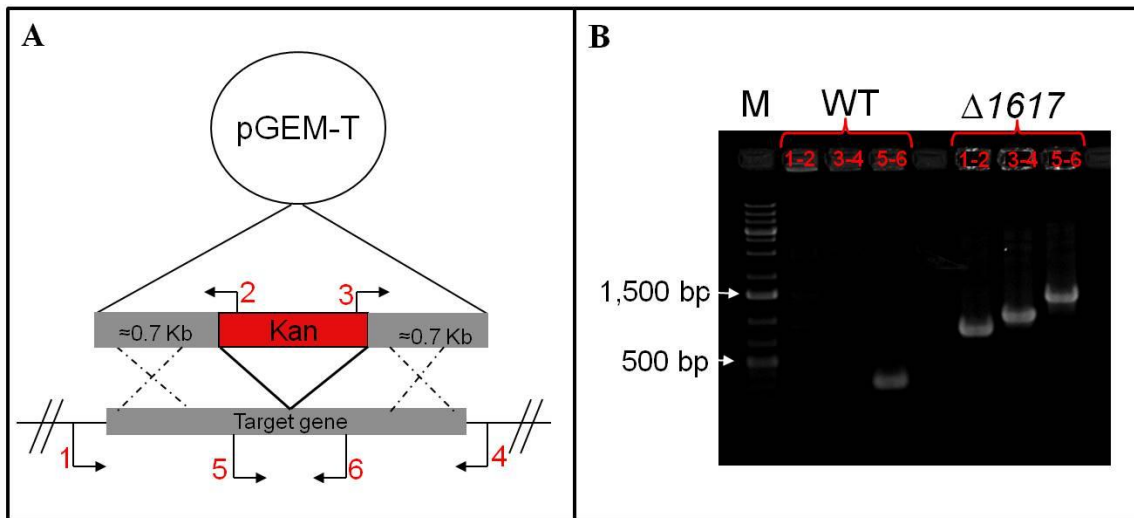 A
pGEM-T
2 3
≈0.7 Kb Kan ≈0.7 Kb
Target gene
1 5 6 4
B
M WT Δ1617
1-2 3-4 5-6 1-2 3-4 5-6
1,500 bp
500 bp